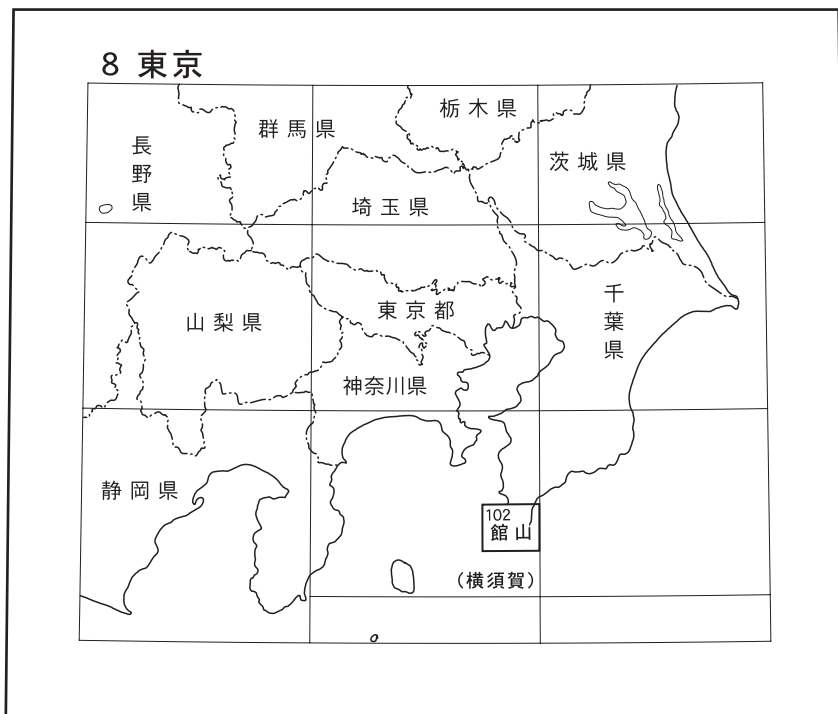 8 東京
栃木県
群馬県
長野県
茨城県
埼玉県
千葉県
東京都
山梨県
神奈川県
静岡県
102
館山
(横須賀)